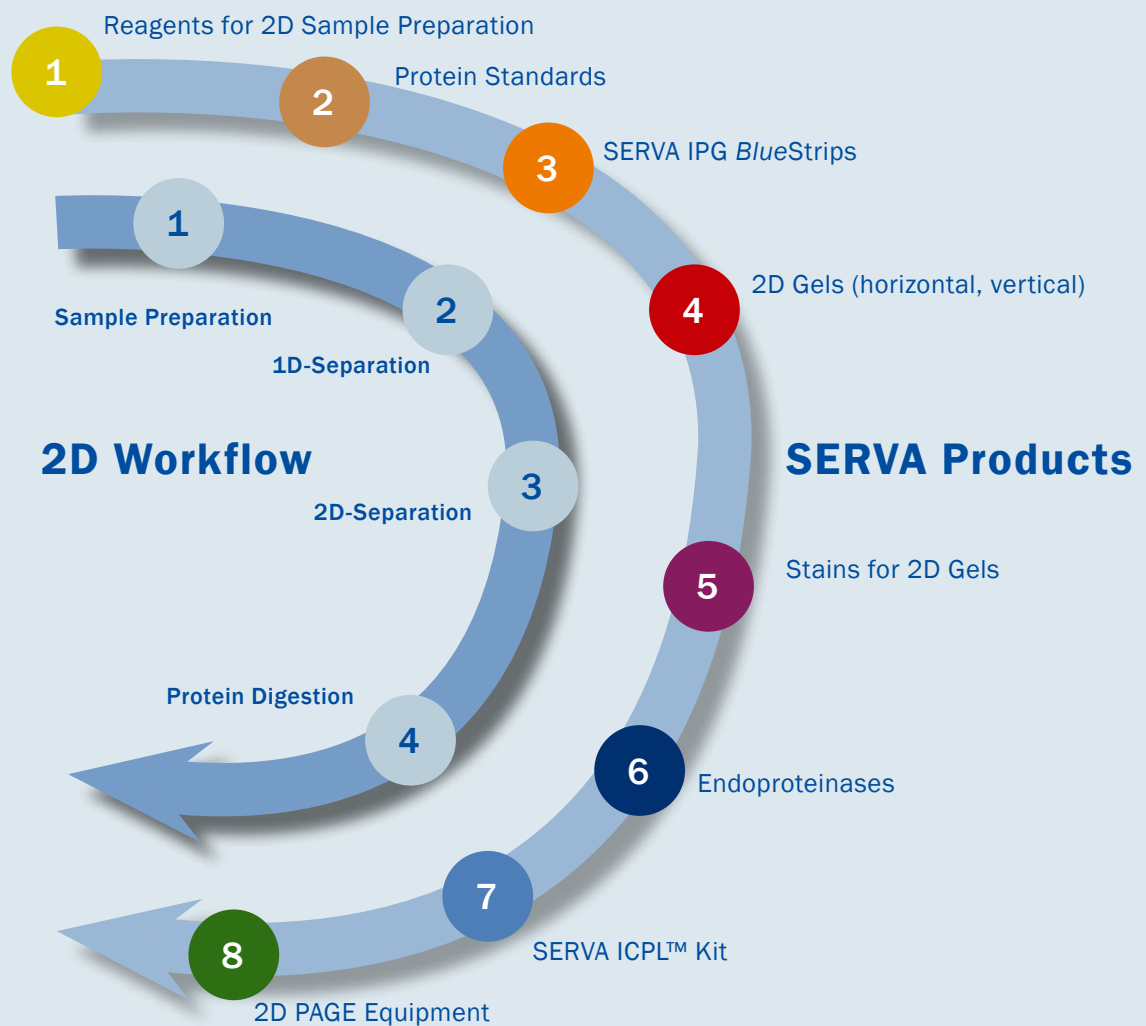 Reagents for 2D Sample Preparation
1
2
Protein Standards
3
SERVA IPG BlueStrips
1
2
4
2D Gels (horizontal, vertical)
Sample Preparation
1D-Separation
2D Workflow
SERVA Products
3
2D-Separation
5
Stains for 2D Gels
Protein Digestion
4
6
Endoproteinases
7
SERVA ICPL™ Kit
8
2D PAGE Equipment